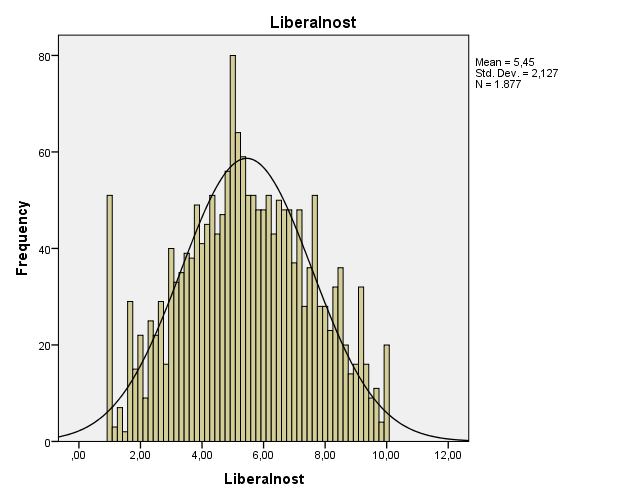 Liberalnost
Mean = 5,45
Std. Dev. = 2,127
N = 1.877
Frequency
80
60
40
20
0
,00
2,00
4,00
6,00
8,00
10,00
12,00
Liberalnost